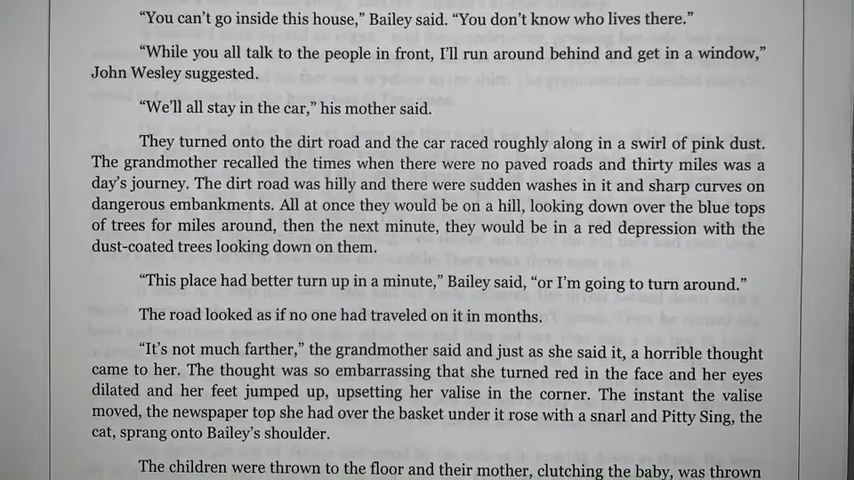 “You can’t go inside this house,” Bailey said. “You don’t know who lives there.”
“While you all talk to the people in front, I’ll run around behind and get in a window,”
John Wesley suggested.
“We’ll all stay in the car,” his mother said.
They turned onto the dirt road and the car raced roughly along in a swirl of pink dust.
The grandmother recalled the times when there were no paved roads and thirty miles was a
day’s journey. The dirt road was hilly and there were sudden washes in it and sharp curves on
dangerous embankments. All at once they would be on a hill, looking down over the blue tops
of trees for miles around, then the next minute, they would be in a red depression with the
dust-coated trees looking down on them.
“This place had better turn up in a minute,” Bailey said, “or I’m going to turn around.”
The road looked as if no one had traveled on it in months.
“It’s not much farther,” the grandmother said and just as she said it, a horrible thought
came to her. The thought was so embarrassing that she turned red in the face and her eyes
dilated and her feet jumped up, upsetting her valise in the corner. The instant the valise
moved, the newspaper top she had over the basket under it rose with a snarl and Pitty Sing, the
cat, sprang onto Bailey’s shoulder.
The children were thrown to the floor and their mother, clutching the baby, was thrown